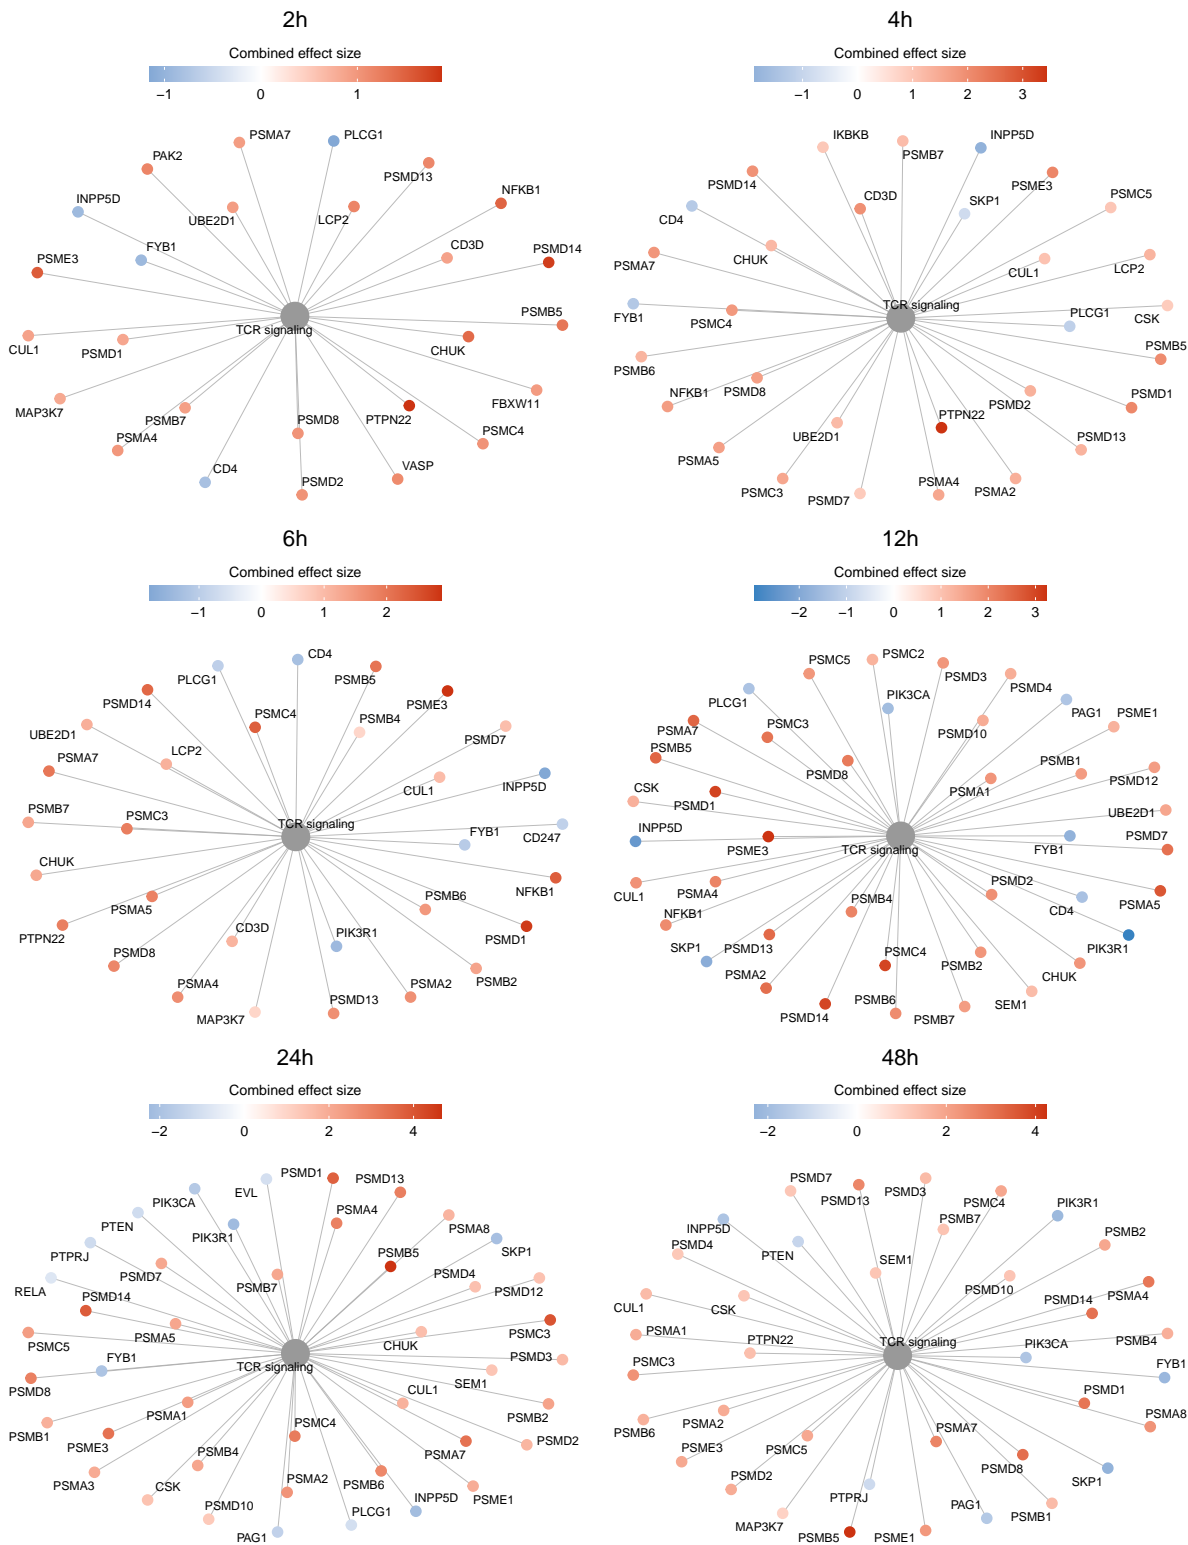 2h
Combined effect size
−1 0 1
PSMA7 PLCG1
PAK2 PSMD13
INPP5D UBE2D1 LCP2 NFKB1
FYB1 CD3D PSMD14
PSME3
TCR signaling PSMB5
CUL1 PSMD1 CHUK
MAP3K7 PSMB7 PTPN22 FBXW11
PSMA4 PSMD8 PSMC4
CD4 VASP
PSMD2
4h
Combined effect size
−1 0 1 2 3
IKBKB PSMB7 INPP5D
PSMD14 PSME3
CD4 CD3D SKP1 PSMC5
PSMA7 CHUK CUL1 LCP2
TCR signaling
FYB1 PSMC4 PLCG1 CSK
PSMB6 PSMB5
NFKB1 PSMD8 PSMD2 PSMD1
UBE2D1 PTPN22 PSMD13
PSMA5
PSMC3 PSMD7 PSMA4 PSMA2
6h
Combined effect size
−1 0 1 2
PLCG1 CD4 PSMB5
PSMD14 PSMC4 PSME3
UBE2D1 LCP2 PSMB4 PSMD7
PSMA7 CUL1 INPP5D
PSMB7 PSMC3 TCR signaling FYB1 CD247
CHUK NFKB1
PSMA5 PSMB6
PTPN22 CD3D PSMD1
PSMD8 PIK3R1
PSMA4 PSMA2 PSMB2
MAP3K7 PSMD13
12h
Combined effect size
−2 −1 0 1 2 3
PSMC5 PSMC2 PSMD3
PLCG1 PIK3CA PSMD4
PSMA7 PSMC3 PSMD10 PAG1 PSME1
PSMB5 PSMD8 PSMB1 PSMD12
CSK PSMD1 PSMA1 UBE2D1
INPP5D PSME3 TCR signaling FYB1 PSMD7
CUL1 PSMA4 PSMB4 PSMD2 CD4 PSMA5
NFKB1
SKP1 PSMD13 PSMC4 PSMB2 CHUK PIK3R1
PSMA2
PSMD14 PSMB6 PSMB7 SEM1
24h
Combined effect size
−2 0 2 4
EVL PSMD1 PSMD13
PIK3CA PSMA4
PTEN PIK3R1 PSMA8
PTPRJ PSMB5 SKP1
RELA PSMD7 PSMB7 PSMD4 PSMD12
PSMD14
PSMC5 PSMA5 CHUK PSMC3
FYB1 TCR signaling PSMD3
PSMD8 SEM1
PSMB1 PSMA1 CUL1 PSMB2
PSME3 PSMC4 PSMD2
PSMA3 PSMB4 PSMA7
CSK PSMA2 PSMB6 PSME1
PSMD10 PLCG1 INPP5D
PAG1
48h
Combined effect size
−2 0 2 4
PSMD7 PSMD13 PSMD3 PSMC4
INPP5D PSMB7 PIK3R1
PSMD4 PTEN SEM1 PSMB2
PSMD10 PSMA4
CUL1 CSK PSMD14
PSMA1 PTPN22 TCR signaling PSMB4
PSMC3 PIK3CA FYB1
PSMB6 PSMA2 PSMD1 PSMA8
PSME3 PSMC5 PSMA7
PSMD2 PSMD8 SKP1
MAP3K7 PTPRJ PAG1 PSMB1
PSMB5 PSME1